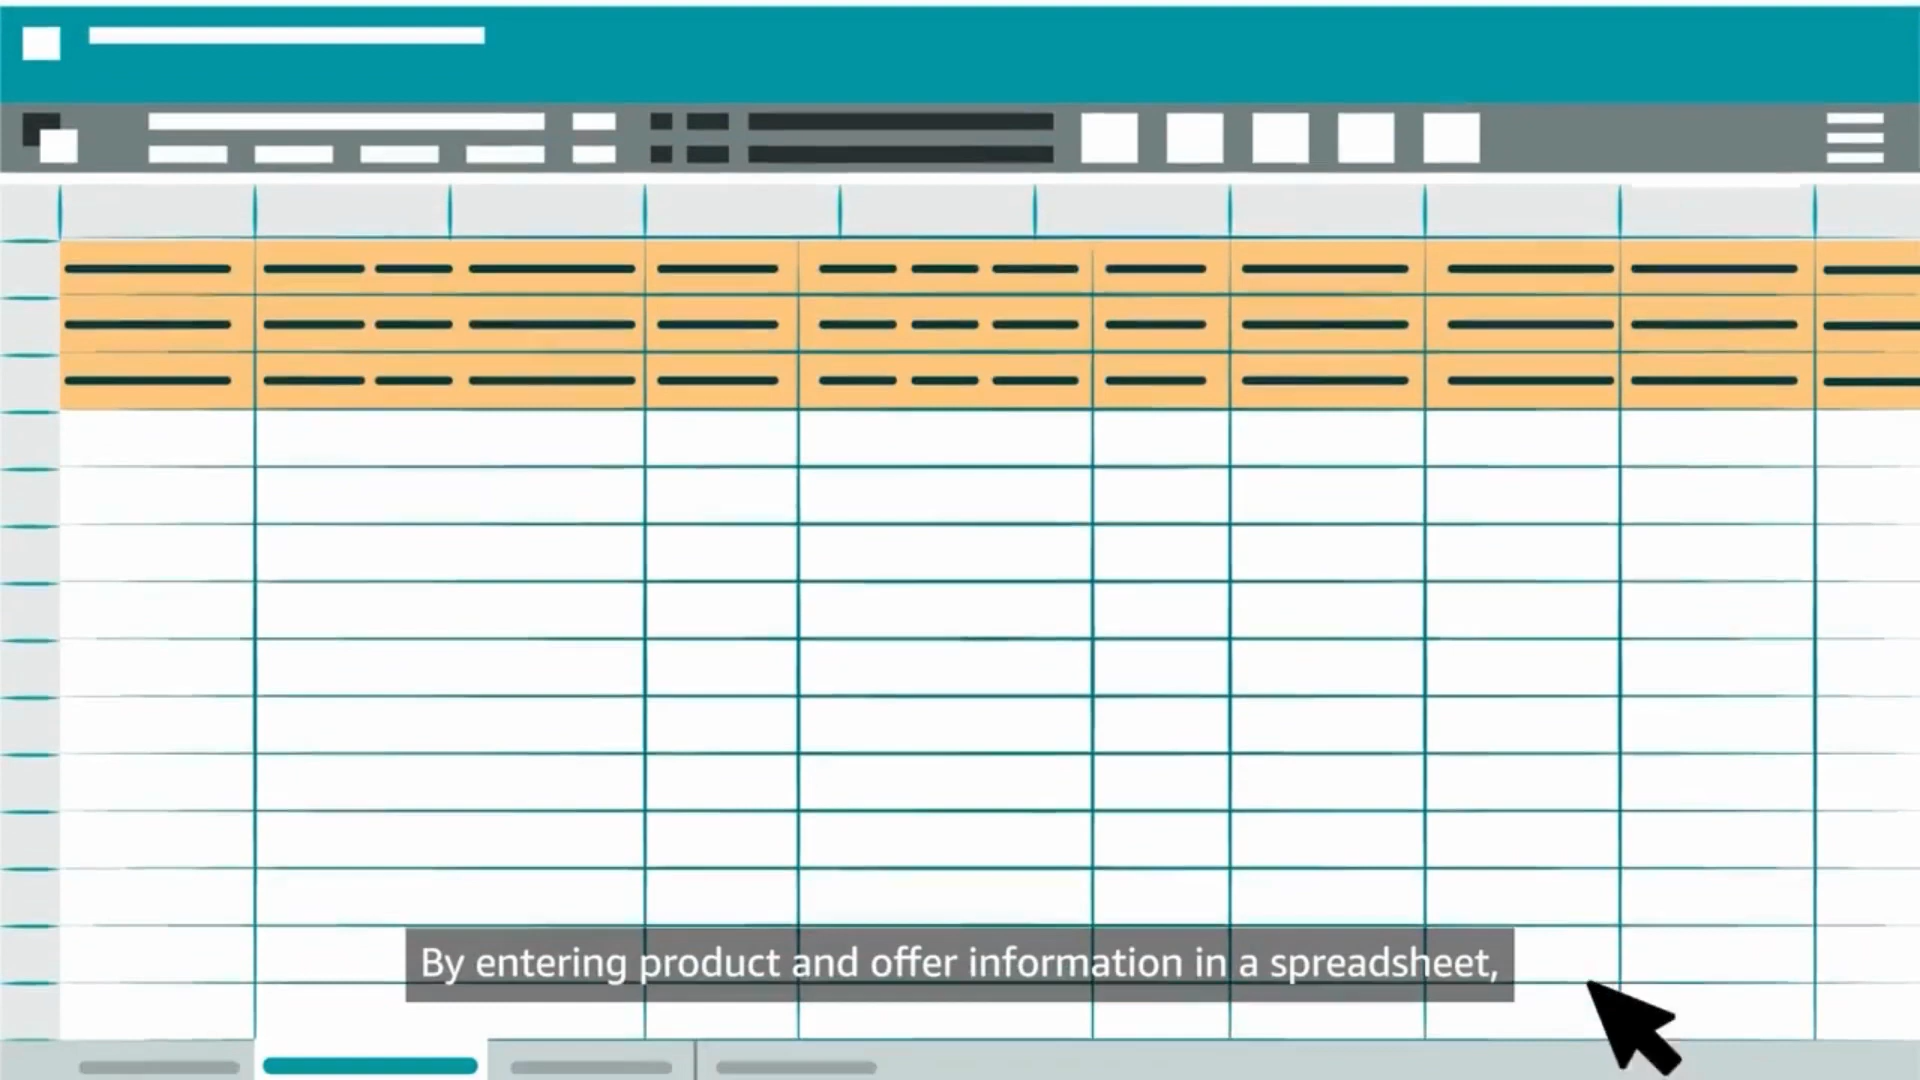 By entering product and offer information in a spreadsheet,